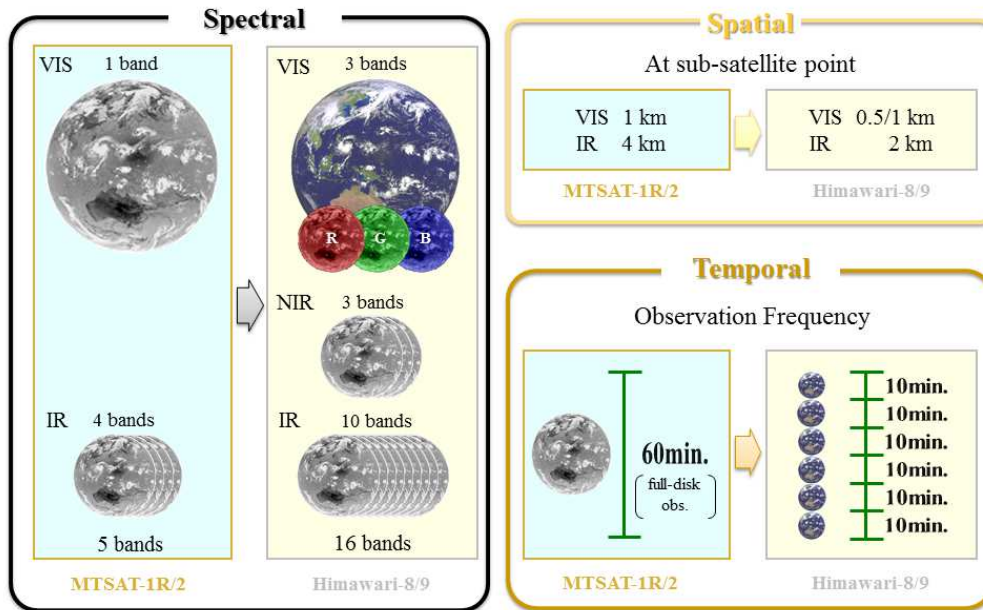 Spectral
VIS 1 band
IR 4 bands
5 bands
MTSAT-1R/2
VIS 3 bands
R G B
NIR 3 bands
IR 10 bands
16 bands
Himawari-8/9
Spatial
At sub-satellite point
VIS 1 km
IR 4 km
MTSAT-1R/2
VIS 0.5/1 km
IR 2 km
Himawari-8/9
Temporal
Observation Frequency
60min.
full-disk
obs.
MTSAT-1R/2
10min.
10min.
10min.
10min.
10min.
10min.
Himawari-8/9